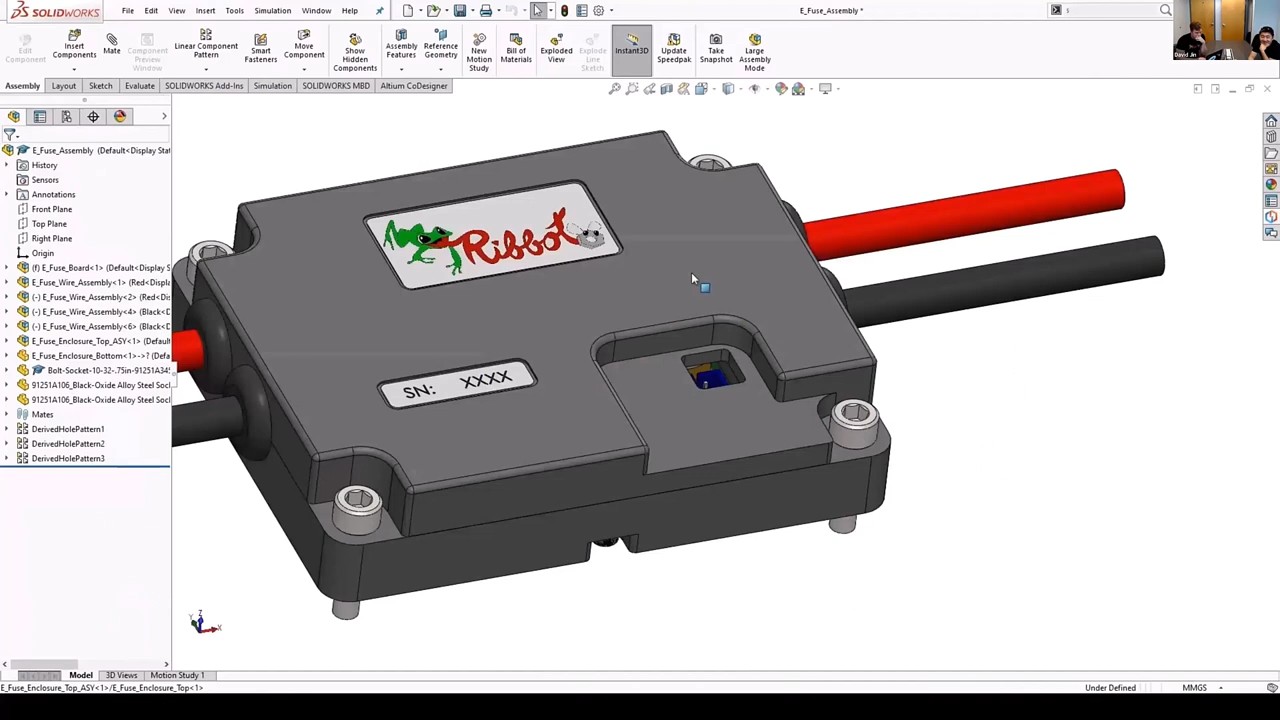 SOLIDWORKS
File Edit View Insert Tools Simulation Window Help
E_Fuse_Assembly *
s
David Jin
Edit Component
Insert Components
Mate
Component Preview Window
Linear Component Pattern
Smart Fasteners
Move Component
Show Hidden Components
Assembly Features
Reference Geometry
New Motion Study
Bill of Materials
Exploded View
Explode Line Sketch
Instant3D
Update Speedpak
Take Snapshot
Large Assembly Mode
Assembly Layout Sketch Evaluate SOLIDWORKS Add-Ins Simulation SOLIDWORKS MBD Altium CoDesigner
E_Fuse_Assembly (Default<Display Stat
History
Sensors
Annotations
Front Plane
Top Plane
Right Plane
Origin
(f) E_Fuse_Board<1> (Default<Display S
E_Fuse_Wire_Assembly<1> (Red<Displ
(-) E_Fuse_Wire_Assembly<2> (Red<Di
(-) E_Fuse_Wire_Assembly<4> (Black<D
(-) E_Fuse_Wire_Assembly<6> (Black<D
E_Fuse_Enclosure_Top_ASY<1> (Defaul
E_Fuse_Enclosure_Bottom<1>->? (Defa
Bolt-Socket-10-32-.75in-91251A345
91251A106_Black-Oxide Alloy Steel Soc
91251A106_Black-Oxide Alloy Steel Soc
Mates
DerivedHolePattern1
DerivedHolePattern2
DerivedHolePattern3
Ribbot
SN: XXXX
Z
Y
X
Model 3D Views Motion Study 1
E_Fuse_Enclosure_Top_ASY<1>/E_Fuse_Enclosure_Top<1>
Under Defined
MMGS